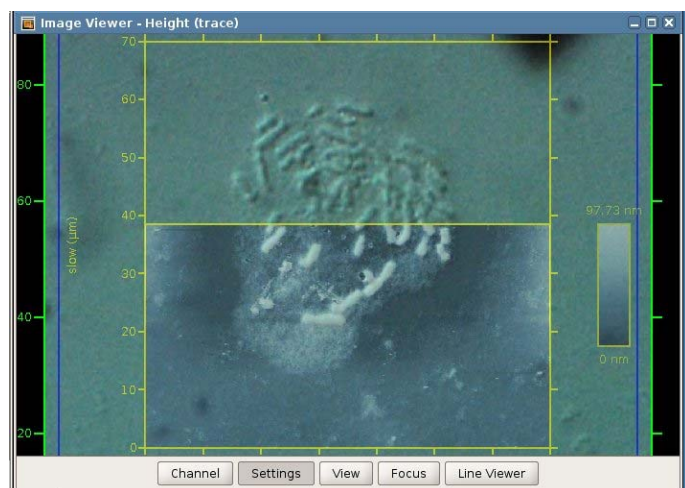 Image Viewer - Height (trace)
80
60
40
20
slow (µm)
70
60
50
40
30
20
10
0
97.73 nm
0 nm
Channel Settings View Focus Line Viewer